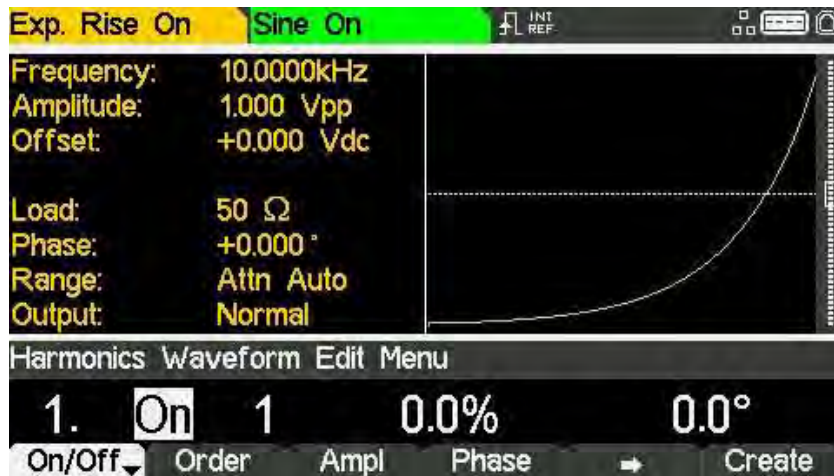 Exp. Rise On Sine On INT REF
Frequency: 10.0000kHz
Amplitude: 1.000 Vpp
Offset: +0.000 Vdc
Load: 50 Ω
Phase: +0.000°
Range: Attn Auto
Output: Normal
Harmonics Waveform Edit Menu
1. On 1 0.0% 0.0°
On/Off Order Ampl Phase ➡ Create